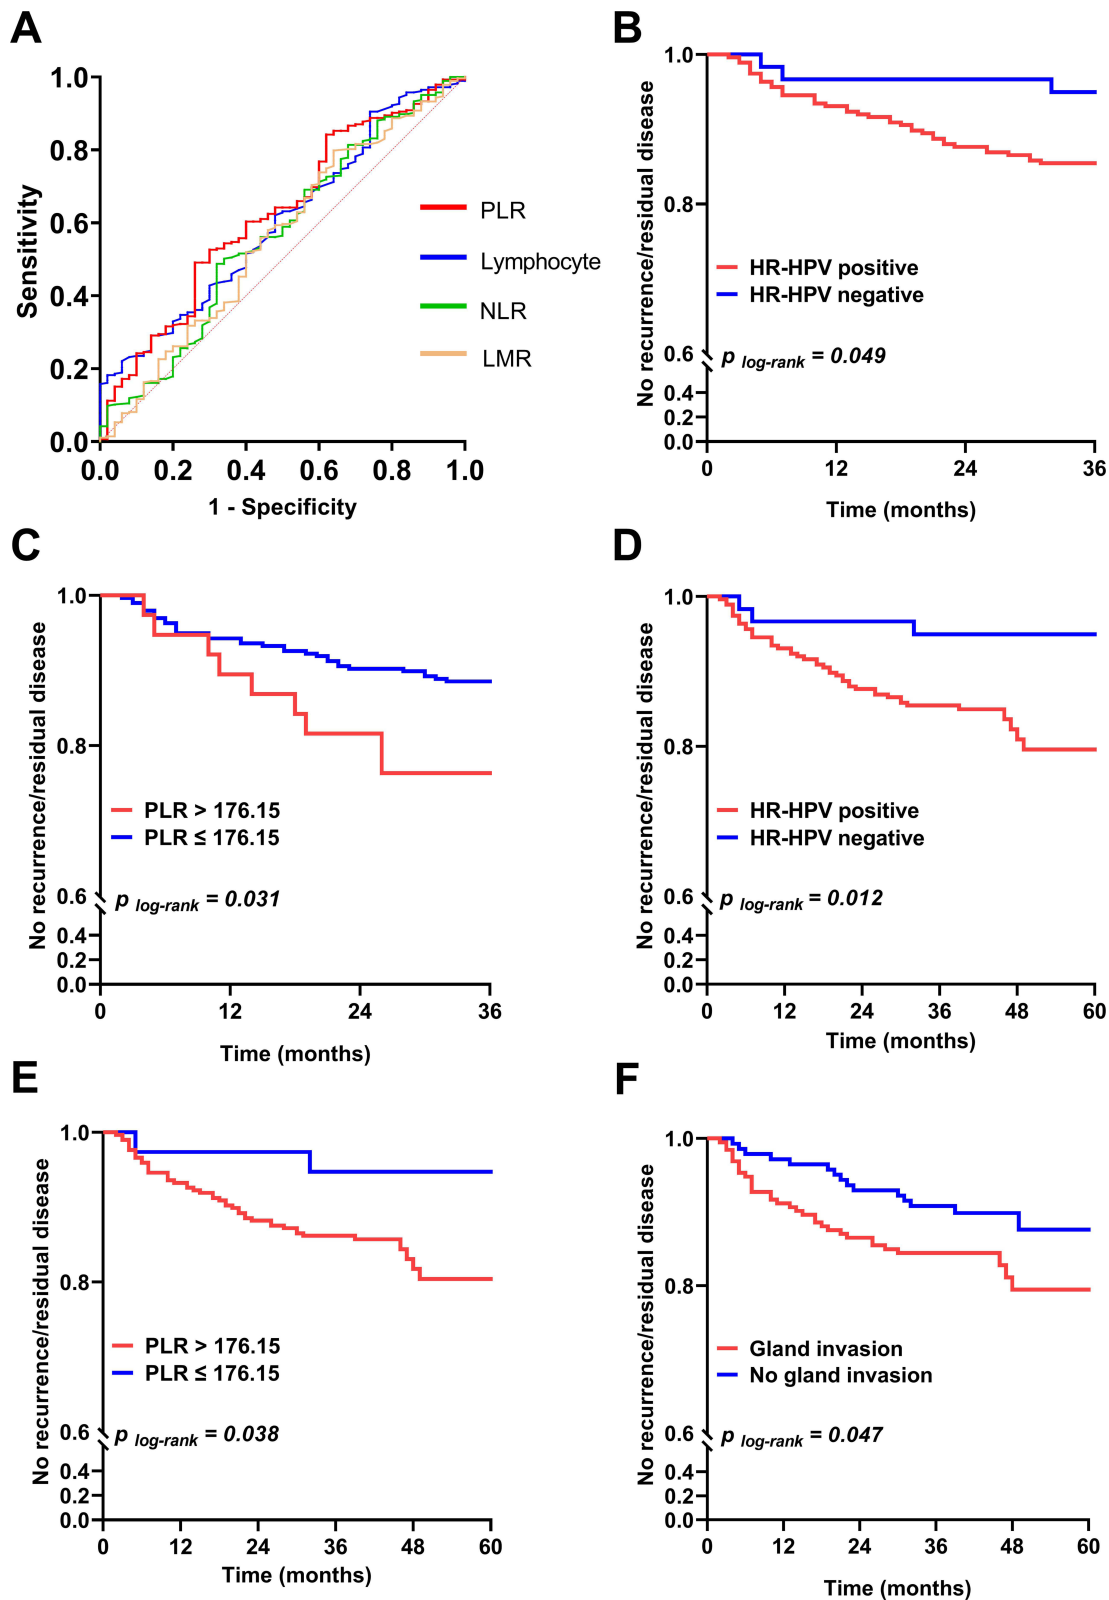 A
1.0
0.8
0.6
0.4
0.2
0.0
0.0 0.2 0.4 0.6 0.8 1.0
Sensitivity
1 - Specificity
PLR
Lymphocyte
NLR
LMR
B
No recurrence/residual disease
1.0
0.8
0.6
0.4
0.2
0.0
HR-HPV positive
HR-HPV negative
p log-rank = 0.049
0 12 24 36
Time (months)
C
No recurrence/residual disease
1.0
0.8
0.6
0.4
0.2
0.0
PLR > 176.15
PLR ≤ 176.15
p log-rank = 0.031
0 12 24 36
Time (months)
D
No recurrence/residual disease
1.0
0.8
0.6
0.4
0.2
0.0
HR-HPV positive
HR-HPV negative
p log-rank = 0.012
0 12 24 36 48 60
Time (months)
E
No recurrence/residual disease
1.0
0.8
0.6
0.4
0.2
0.0
PLR > 176.15
PLR ≤ 176.15
p log-rank = 0.038
0 12 24 36 48 60
Time (months)
F
No recurrence/residual disease
1.0
0.8
0.6
0.4
0.2
0.0
Gland invasion
No gland invasion
p log-rank = 0.047
0 12 24 36 48 60
Time (months)